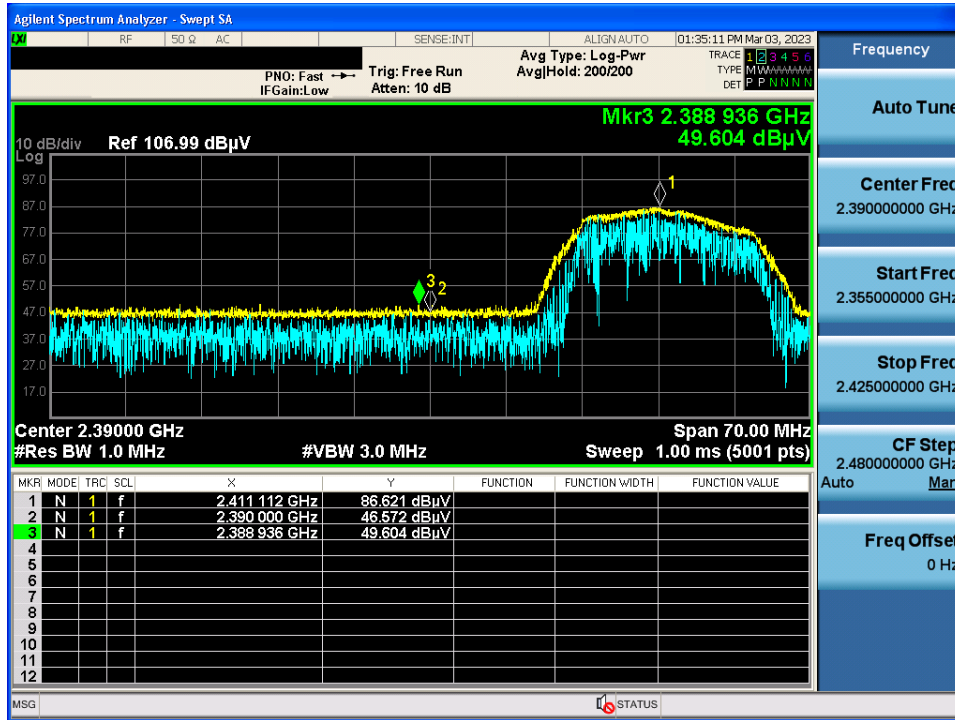 Agilent Spectrum Analyzer - Swept SA
LXI RF 50 Ω AC SENSE:INT ALIGN AUTO 01:35:11 PM Mar 03, 2023
Frequency
PNO: Fast
IFGain:Low
Trig: Free Run
Atten: 10 dB
Avg Type: Log-Pwr
Avg|Hold: 200/200
TRACE 1 2 3 4 5 6
TYPE M W W W W W
DET P P N N N N
Auto Tune
Mkr3 2.388 936 GHz
49.604 dBµV
10 dB/div Ref 106.99 dBµV
Log
97.0
87.0
77.0
67.0
57.0
47.0
37.0
27.0
17.0
1
3
2
Center 2.39000 GHz
Span 70.00 MHz
#Res BW 1.0 MHz
#VBW 3.0 MHz
Sweep 1.00 ms (5001 pts)
Center Freq
2.390000000 GHz
Start Freq
2.355000000 GHz
Stop Freq
2.425000000 GHz
CF Step
2.480000000 GHz
Auto Man
Freq Offset
0 Hz
MKR MODE TRC SCL X Y FUNCTION FUNCTION WIDTH FUNCTION VALUE
1 N 1 f 2.411 112 GHz 86.621 dBµV
2 N 1 f 2.390 000 GHz 46.572 dBµV
3 N 1 f 2.388 936 GHz 49.604 dBµV
4
5
6
7
8
9
10
11
12
MSG STATUS